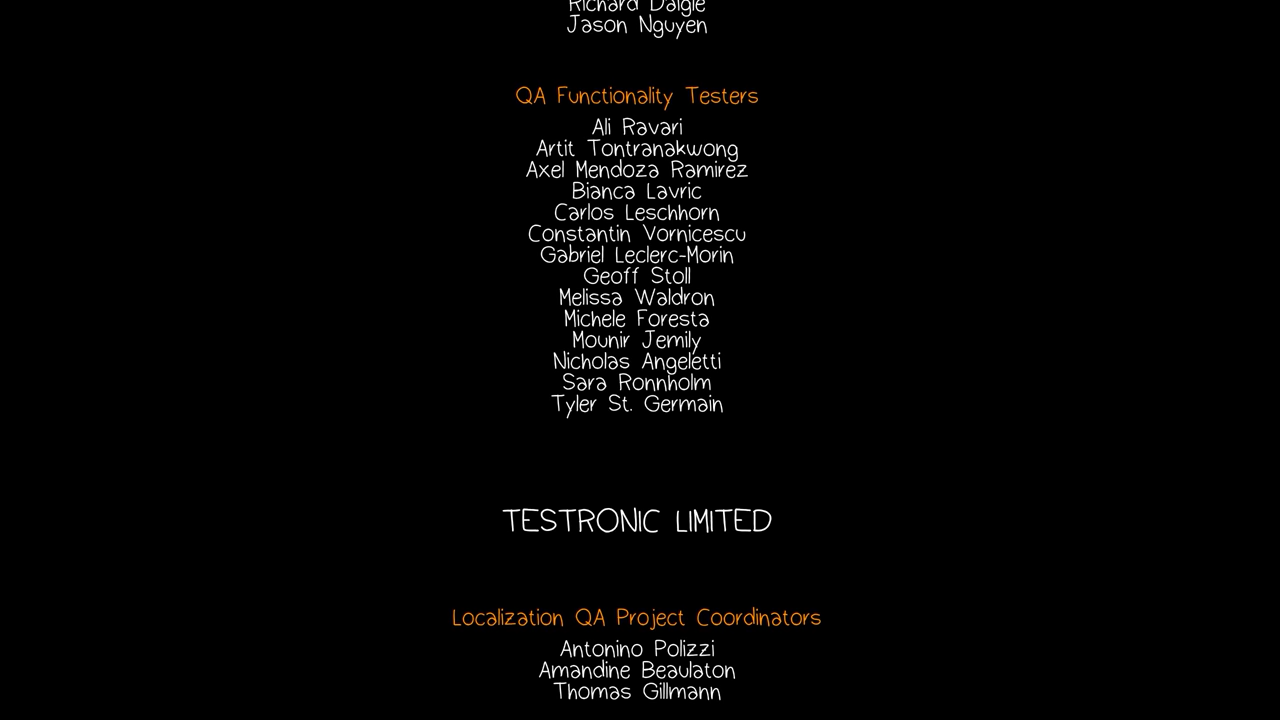 Richard Daigle
Jason Nguyen
QA Functionality Testers
Ali Ravari
Artit Tontranakwong
Axel Mendoza Ramirez
Bianca Lavric
Carlos Leschhorn
Constantin Vornicescu
Gabriel Leclerc-Morin
Geoff Stoll
Melissa Waldron
Michele Foresta
Mounir Jemily
Nicholas Angeletti
Sara Ronnholm
Tyler St. Germain
TESTRONIC LIMITED
Localization QA Project Coordinators
Antonino Polizzi
Amandine Beaulaton
Thomas Gillmann